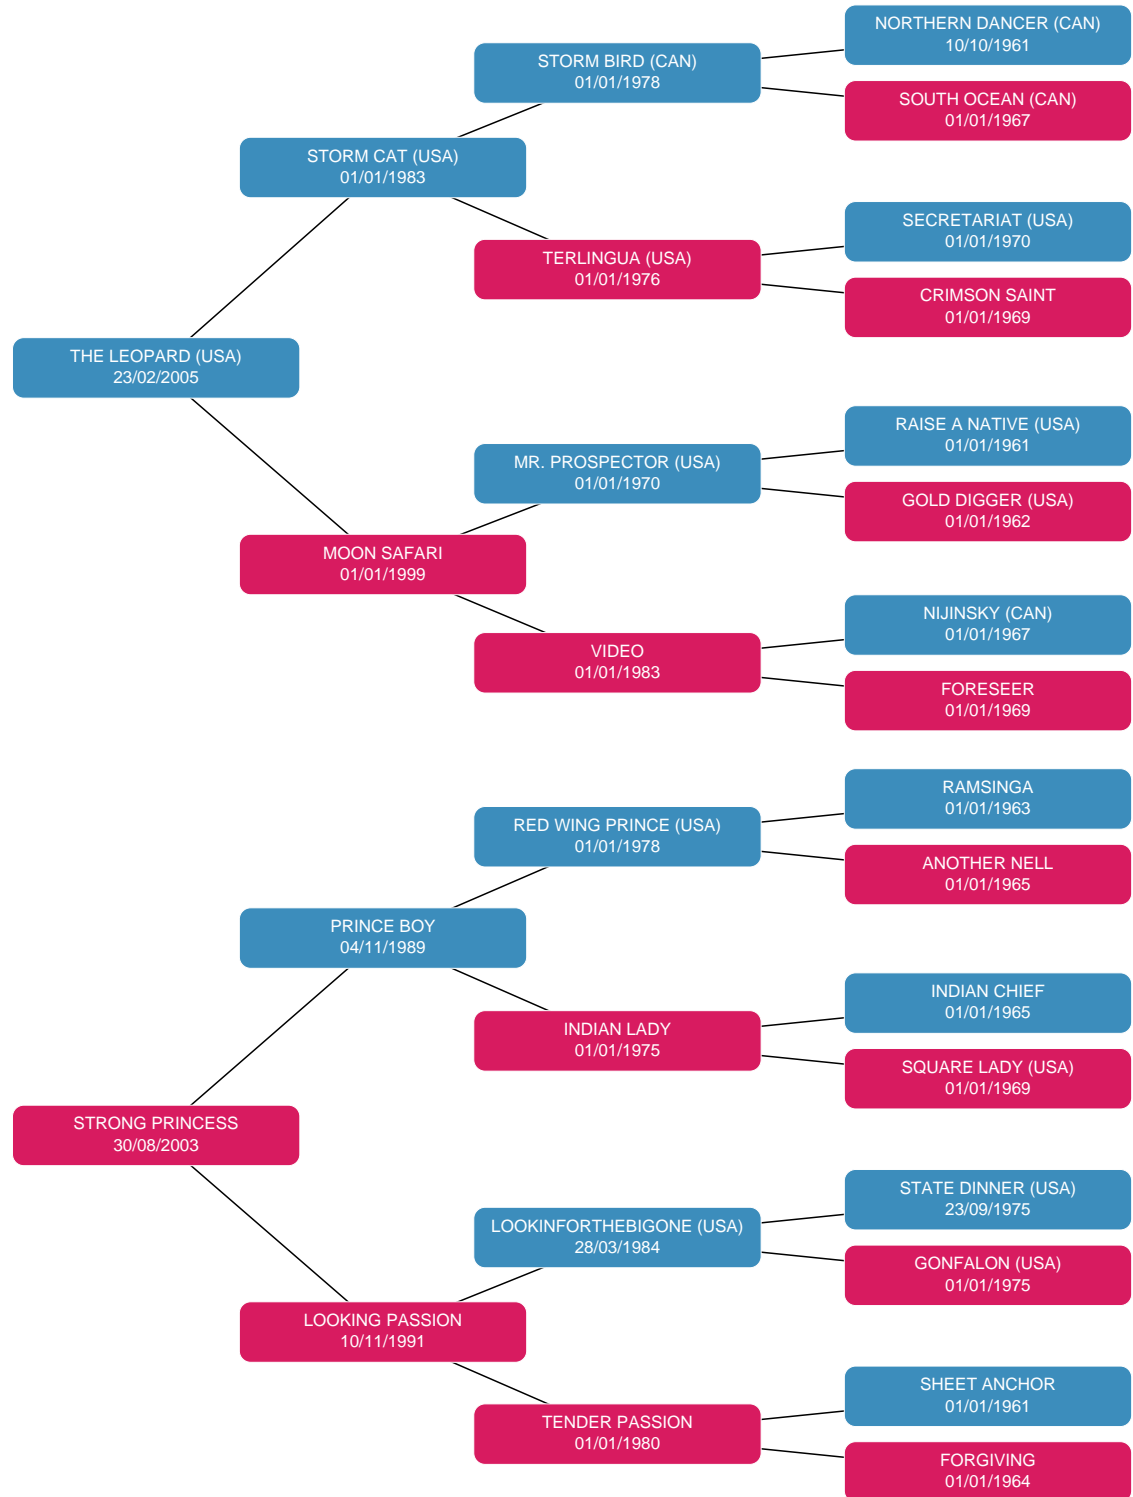 NORTHERN DANCER (CAN)
10/10/1961
STORM BIRD (CAN)
01/01/1978
SOUTH OCEAN (CAN)
01/01/1967
STORM CAT (USA)
01/01/1983
SECRETARIAT (USA)
01/01/1970
TERLINGUA (USA)
01/01/1976
CRIMSON SAINT
01/01/1969
THE LEOPARD (USA)
23/02/2005
RAISE A NATIVE (USA)
01/01/1961
MR. PROSPECTOR (USA)
01/01/1970
GOLD DIGGER (USA)
01/01/1962
MOON SAFARI
01/01/1999
NIJINSKY (CAN)
01/01/1967
VIDEO
01/01/1983
FORESEER
01/01/1969
RAMSINGA
01/01/1963
RED WING PRINCE (USA)
01/01/1978
ANOTHER NELL
01/01/1965
PRINCE BOY
04/11/1989
INDIAN CHIEF
01/01/1965
INDIAN LADY
01/01/1975
SQUARE LADY (USA)
01/01/1969
STRONG PRINCESS
30/08/2003
STATE DINNER (USA)
23/09/1975
LOOKINFORTHEBIGONE (USA)
28/03/1984
GONFALON (USA)
01/01/1975
LOOKING PASSION
10/11/1991
SHEET ANCHOR
01/01/1961
TENDER PASSION
01/01/1980
FORGIVING
01/01/1964